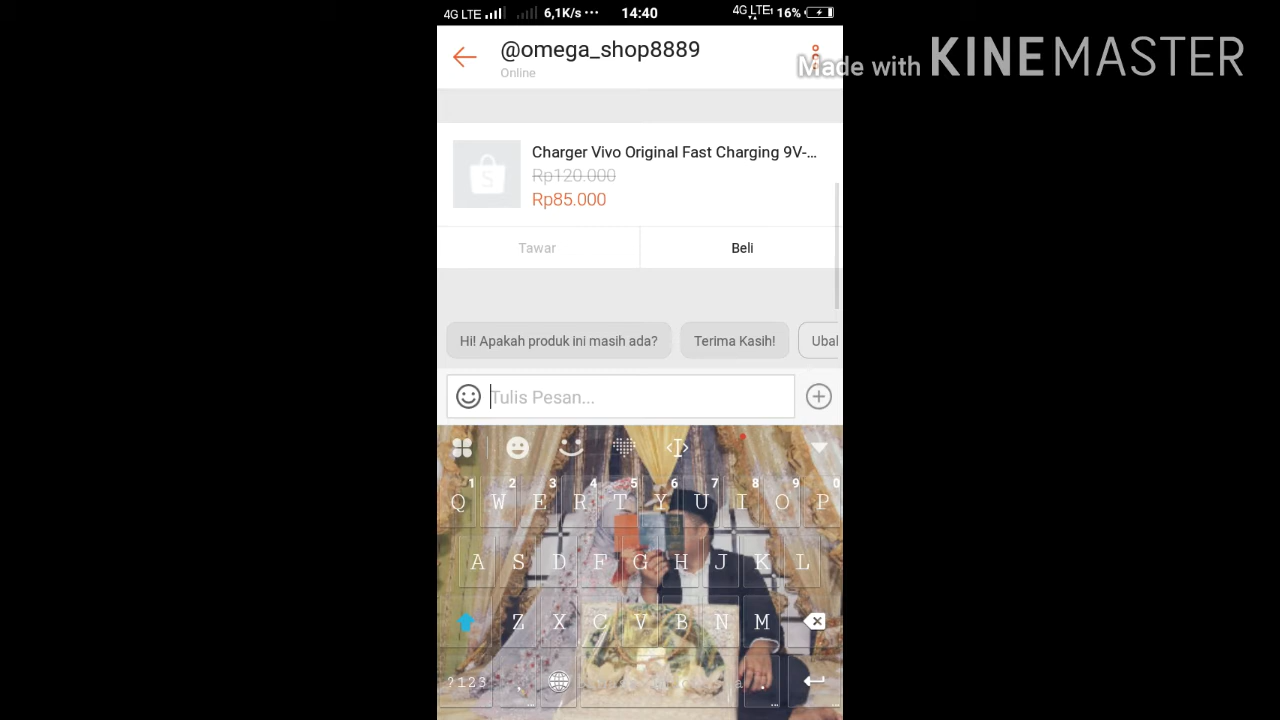 4G LTE 6,1K/s ••• 14:40 4G LTE 16%
@omega_shop8889
Online
Made with KINEMASTER
Charger Vivo Original Fast Charging 9V-...
Rp120.000
Rp85.000
Tawar Beli
Hi! Apakah produk ini masih ada? Terima Kasih! Ubal
Tulis Pesan...
1 2 3 4 5 6 7 8 9 0
Q W E R T Y U I O P
A S D F G H J K L
Z X C V B N M
?123 , .